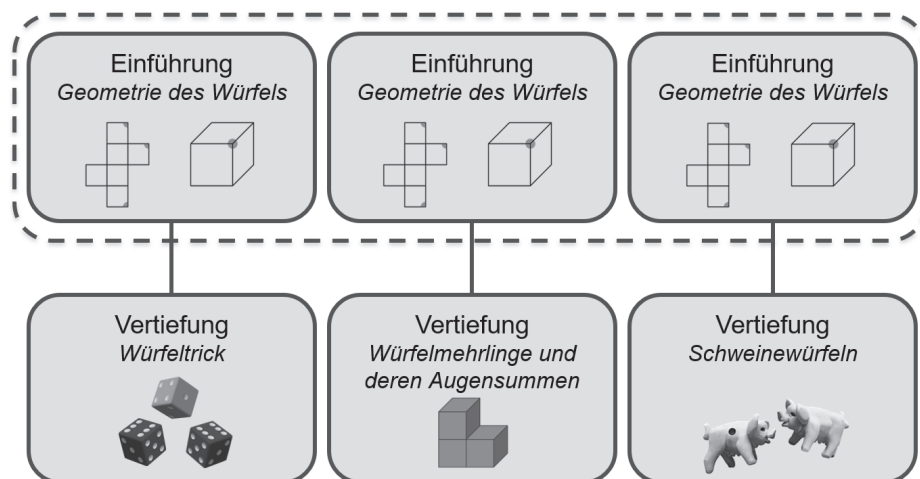 Einführung
Geometrie des Würfels
Einführung
Geometrie des Würfels
Einführung
Geometrie des Würfels
Vertiefung
Würfeltrick
Vertiefung
Würfelmehrlinge und
deren Augensummen
Vertiefung
Schweinewürfeln